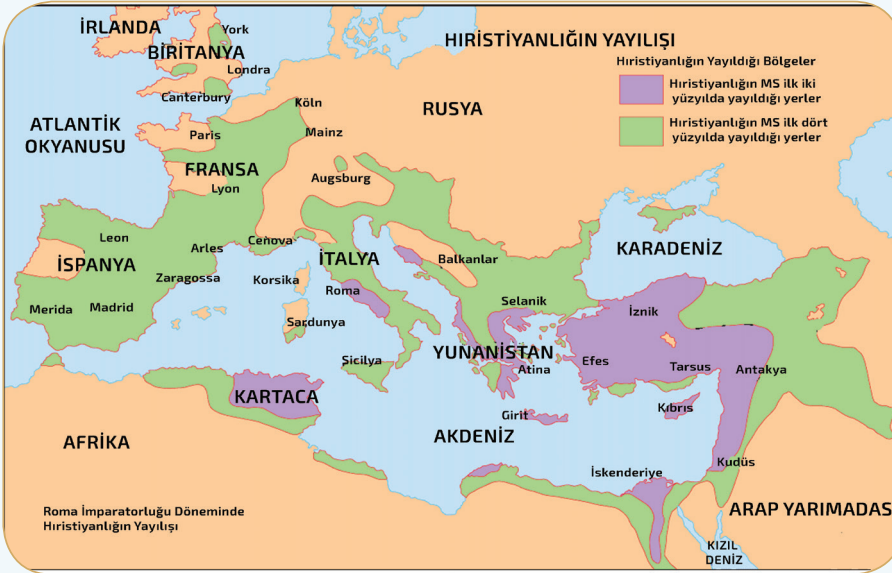 İRLANDA
York
BİRİTANYA
Londra
Canterbury
HIRİSTİYANLIĞIN YAYILIŞI
Hıristiyanlığın Yayıldığı Bölgeler
Hıristiyanlığın MS ilk iki
yüzyılda yayıldığı yerler
Hıristiyanlığın MS ilk dört
yüzyılda yayıldığı yerler
ATLANTİK
OKYANUSU
Köln
RUSYA
Paris
Mainz
FRANSA
Augsburg
Lyon
Leon
Arles
Cenova
İTALYA
Balkanlar
KARADENİZ
İSPANYA
Zaragossa
Korsika
Roma
Selanik
İznik
Merida
Madrid
Sardunya
Sicilya
YUNANİSTAN
Atina
Efes
Tarsus
Antakya
KARTACA
Girit
Kıbrıs
AFRİKA
AKDENİZ
İskenderiye
Kudüs
ARAP YARIMADAS
Roma İmparatorluğu Döneminde
Hıristiyanlığın Yayılışı
KIZIL
DENİZ